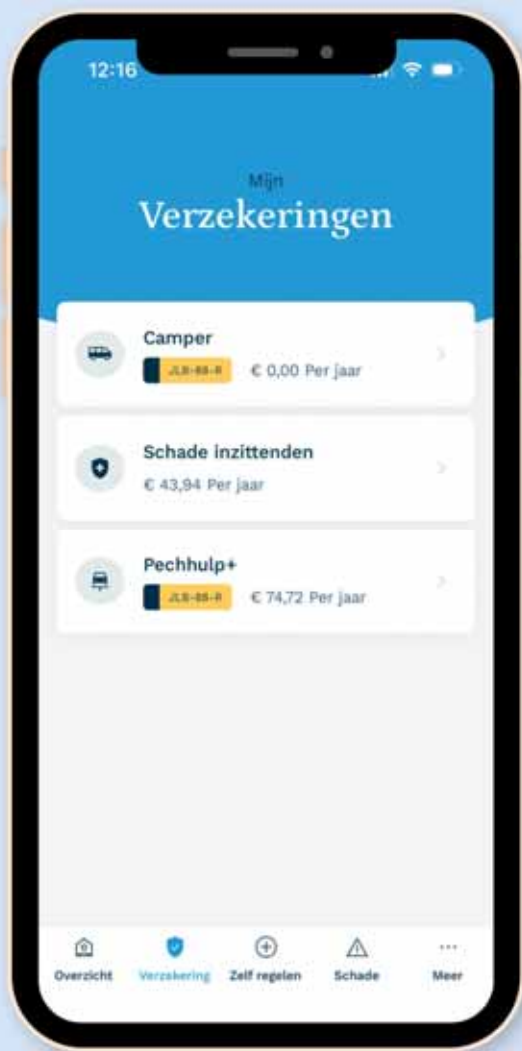 12:16
Mijn
Verzekeringen
Camper
€ 0,00 Per jaar
Schade inzittenden
€ 43,94 Per jaar
Pechhulp+
€ 74,72 Per jaar
Overzicht Verzekering Zelf regelen Schade Meer